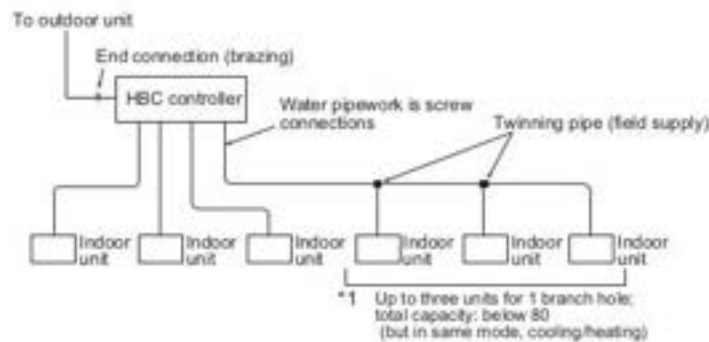 To outdoor unit
End connection (brazing)
HBC controller
Water pipework is screw
connections
Twinning pipe (field supply)
Indoor
unit
Indoor
unit
Indoor
unit
Indoor
unit
Indoor
unit
Indoor
unit
*1 Up to three units for 1 branch hole;
total capacity: below 80
(but in same mode, cooling/heating)